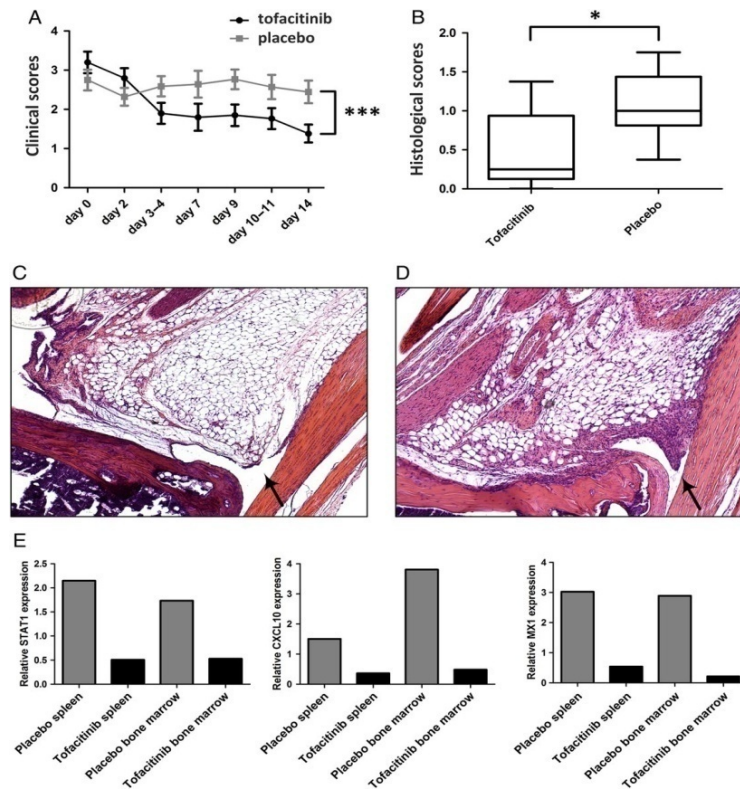 A
tofacitinib
placebo
Clinical scores
4
3
2
1
0
***
day 0
day 2
day 3–4
day 7
day 9
day 10–11
day 14
B
*
Histological scores
2.0
1.5
1.0
0.5
0.0
Tofacitinib
Placebo
C
D
E
Relative STAT1 expression
2.5
2.0
1.5
1.0
0.5
0.0
Placebo spleen
Tofacitinib spleen
Placebo bone marrow
Tofacitinib bone marrow
Relative CXCL10 expression
4
3
2
1
0
Placebo spleen
Tofacitinib spleen
Placebo bone marrow
Tofacitinib bone marrow
Relative MX1 expression
4
3
2
1
0
Placebo spleen
Tofacitinib spleen
Placebo bone marrow
Tofacitinib bone marrow